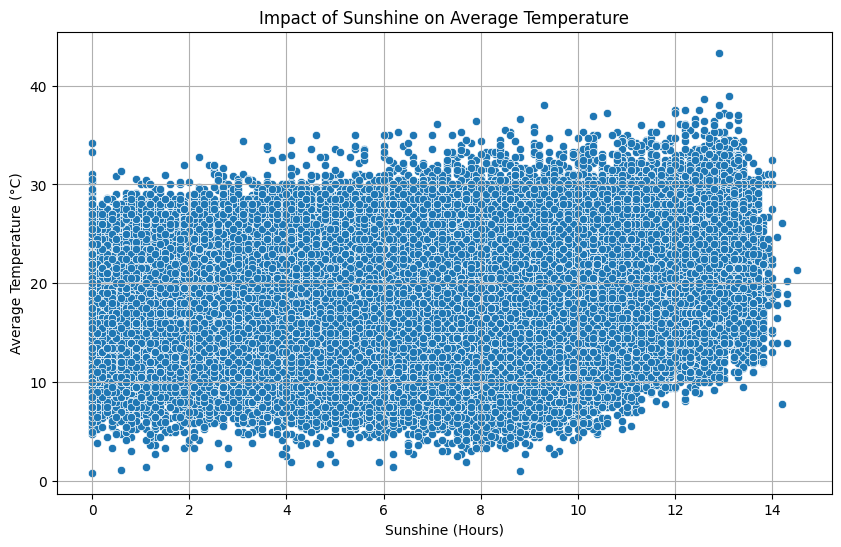 Impact of Sunshine on Average Temperature
Average Temperature (°C)
40
30
20
10
0
0 2 4 6 8 10 12 14
Sunshine (Hours)